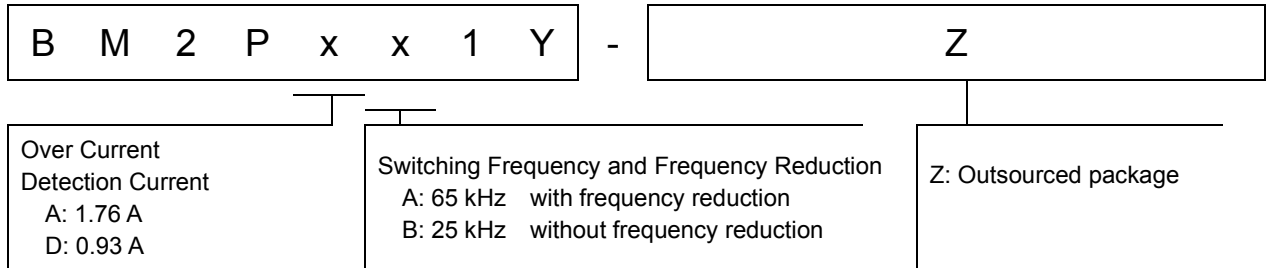 B M 2 P x x 1 Y - Z
Over Current
Detection Current
A: 1.76 A
D: 0.93 A
Switching Frequency and Frequency Reduction
A: 65 kHz with frequency reduction
B: 25 kHz without frequency reduction
Z: Outsourced package